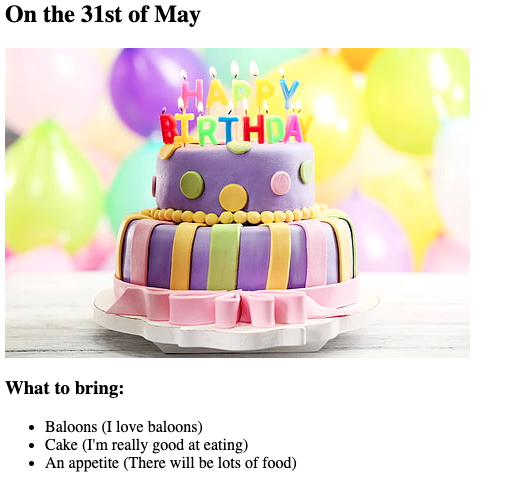 On the 31st of May
HAPPY
BIRTHDAY
What to bring:
Baloons (I love baloons)
Cake (I'm really good at eating)
An appetite (There will be lots of food)